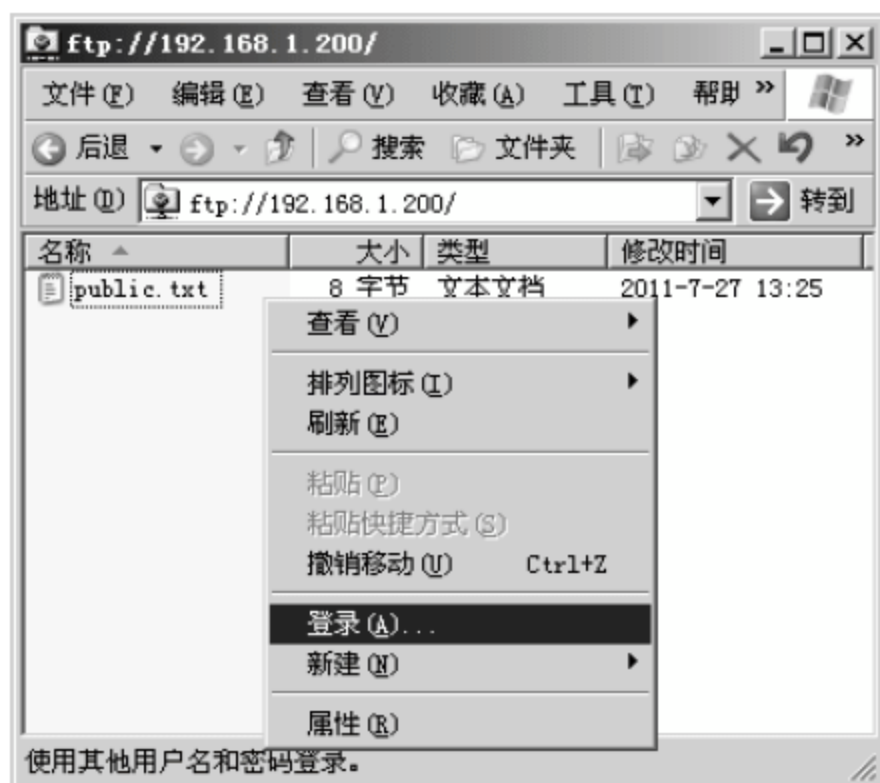 ftp://192.168.1.200/
文件(F) 编辑(E) 查看(V) 收藏(A) 工具(T) 帮助 »
后退 搜索 文件夹 »
地址(D) ftp://192.168.1.200/ 转到
名称 大小 类型 修改时间
public.txt 8 字节 文本文档 2011-7-27 13:25
查看(V)
排列图标(I)
刷新(E)
粘贴(P)
粘贴快捷方式(S)
撤销移动(U) Ctrl+Z
登录(A)...
新建(N)
属性(R)
使用其他用户名和密码登录。